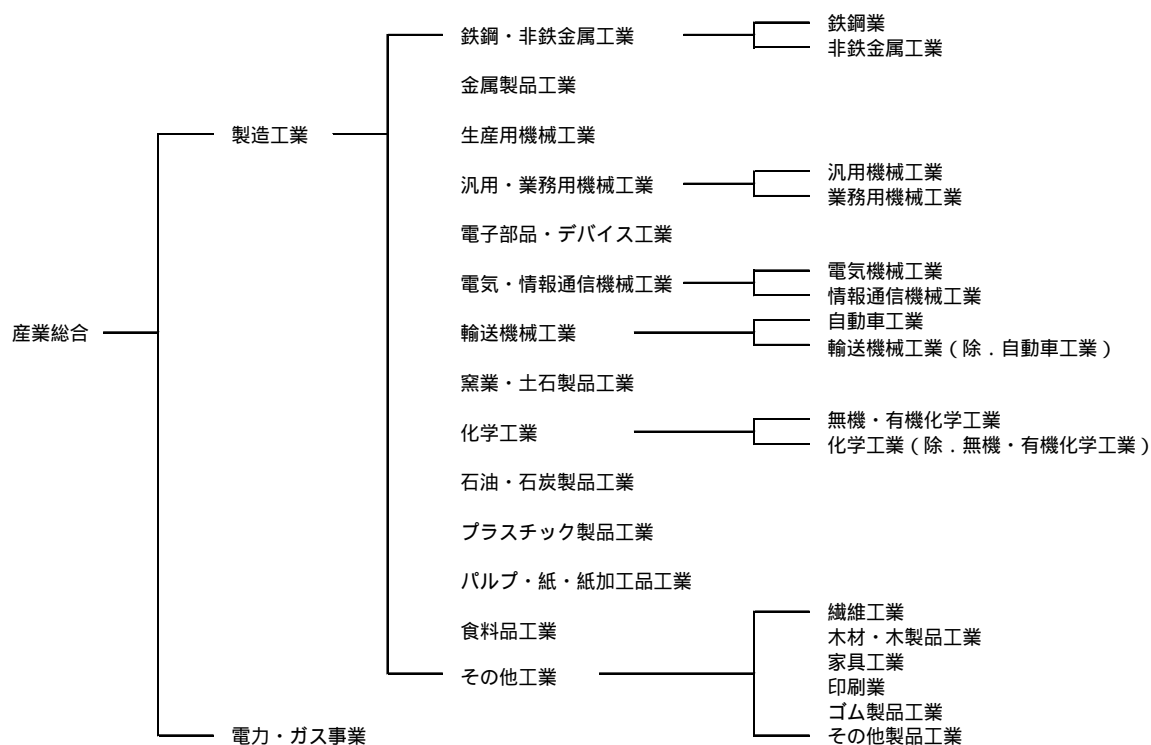 産業総合
製造工業
鉄鋼・非鉄金属工業
鉄鋼業
非鉄金属工業
金属製品工業
生産用機械工業
汎用・業務用機械工業
汎用機械工業
業務用機械工業
電子部品・デバイス工業
電気・情報通信機械工業
電気機械工業
情報通信機械工業
輸送機械工業
自動車工業
輸送機械工業(除.自動車工業)
窯業・土石製品工業
化学工業
無機・有機化学工業
化学工業(除.無機・有機化学工業)
石油・石炭製品工業
プラスチック製品工業
パルプ・紙・紙加工品工業
食料品工業
その他工業
繊維工業
木材・木製品工業
家具工業
印刷業
ゴム製品工業
その他製品工業
電力・ガス事業